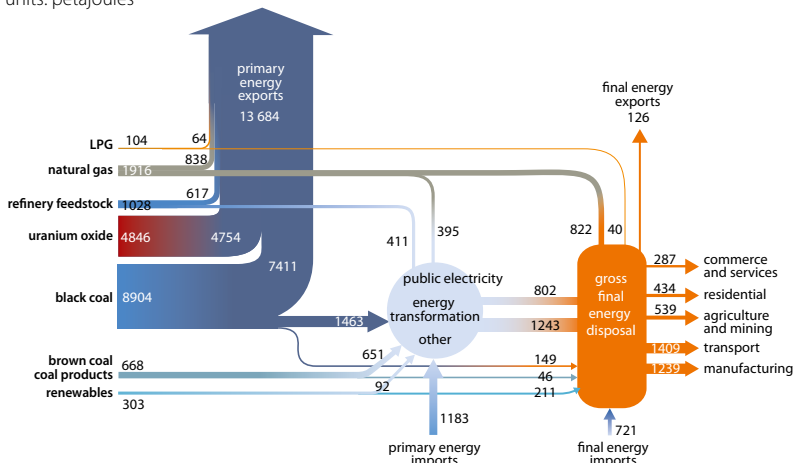 units: petajoules
primary
energy
exports
13 684
final energy
exports
126
LPG 104 64
natural gas 1916 838
refinery feedstock 1028 617
uranium oxide 4846 4754
black coal 8904 7411
1463
411
395
822 40
public electricity
energy
transformation
other
802
1243
gross
final
energy
disposal
287 commerce
and services
434 residential
539 agriculture
and mining
1409 transport
1239 manufacturing
brown coal
coal products 668 651
renewables
303
92
149
46
211
1183
primary energy
imports
721
final energy
imports